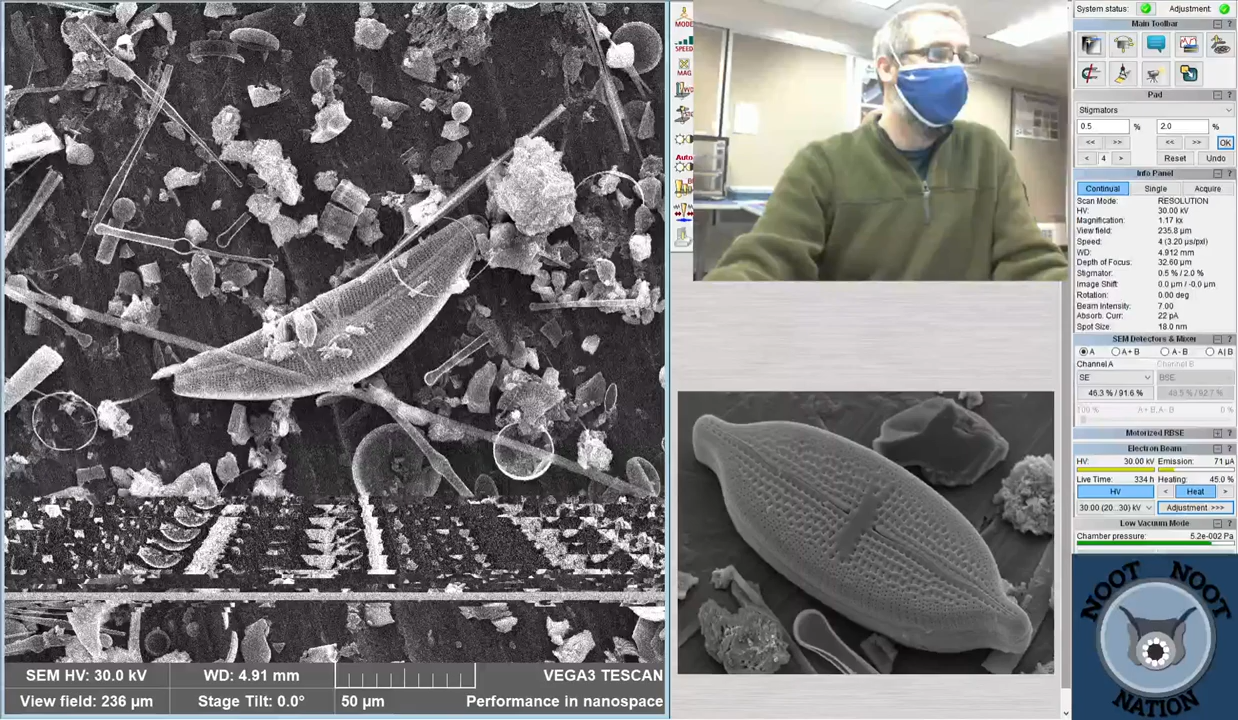 SEM HV: 30.0 kV
WD: 4.91 mm
VEGA3 TESCAN
View field: 236 µm
Stage Tilt: 0.0°
50 µm
Performance in nanospace
MODE
SPEED
MAG
WD
Auto
System status:
Adjustment:
Main Toolbar
Pad
Stigmators
0.5 %
2.0 %
<< >> << >> OK
< 4 > Reset Undo
Info Panel
Continual Single Acquire
Scan Mode: RESOLUTION
HV: 30.00 kV
Magnification: 1.17 kx
View field: 235.8 µm
Speed: 4 (3.20 µs/pxl)
WD: 4.912 mm
Depth of Focus: 32.60 µm
Stigmator: 0.5 % / 2.0 %
Image Shift: 0.0 µm / -0.0 µm
Rotation: 0.00 deg
Beam Intensity: 7.00
Absorb. Curr: 22 pA
Spot Size: 18.0 nm
SEM Detectors & Mixer
A A + B A - B A | B
Channel A Channel B
SE BSE
46.3 % / 91.6 % 49.5 % / 92.7 %
100 % A + B,A - B 0 %
Motorized RBSE
Electron Beam
HV: 30.00 kV Emission: 71 µA
Live Time: 334 h Heating: 45.0 %
HV < Heat >
30:00 (20...30) kV Adjustment >>>
Low Vacuum Mode
Chamber pressure: 5.2e-002 Pa
NOOT NOOT
NATION